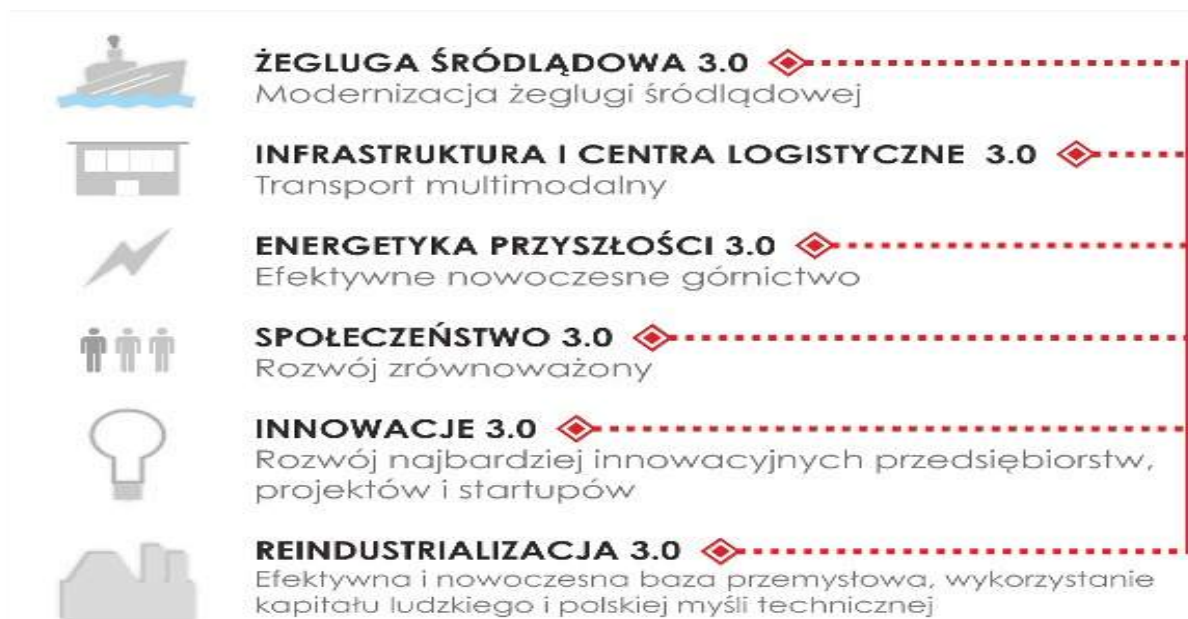 ŻEGLUGA ŚRÓDLĄDOWA 3.0
Modernizacja żeglugi śródlądowej
INFRASTRUKTURA I CENTRA LOGISTYCZNE 3.0
Transport multimodalny
ENERGETYKA PRZYSZŁOŚCI 3.0
Efektywne nowoczesne górnictwo
SPOŁECZEŃSTWO 3.0
Rozwój zrównoważony
INNOWACJE 3.0
Rozwój najbardziej innowacyjnych przedsiębiorstw,
projektów i startupów
REINDUSTRIALIZACJA 3.0
Efektywna i nowoczesna baza przemysłowa, wykorzystanie
kapitału ludzkiego i polskiej myśli technicznej